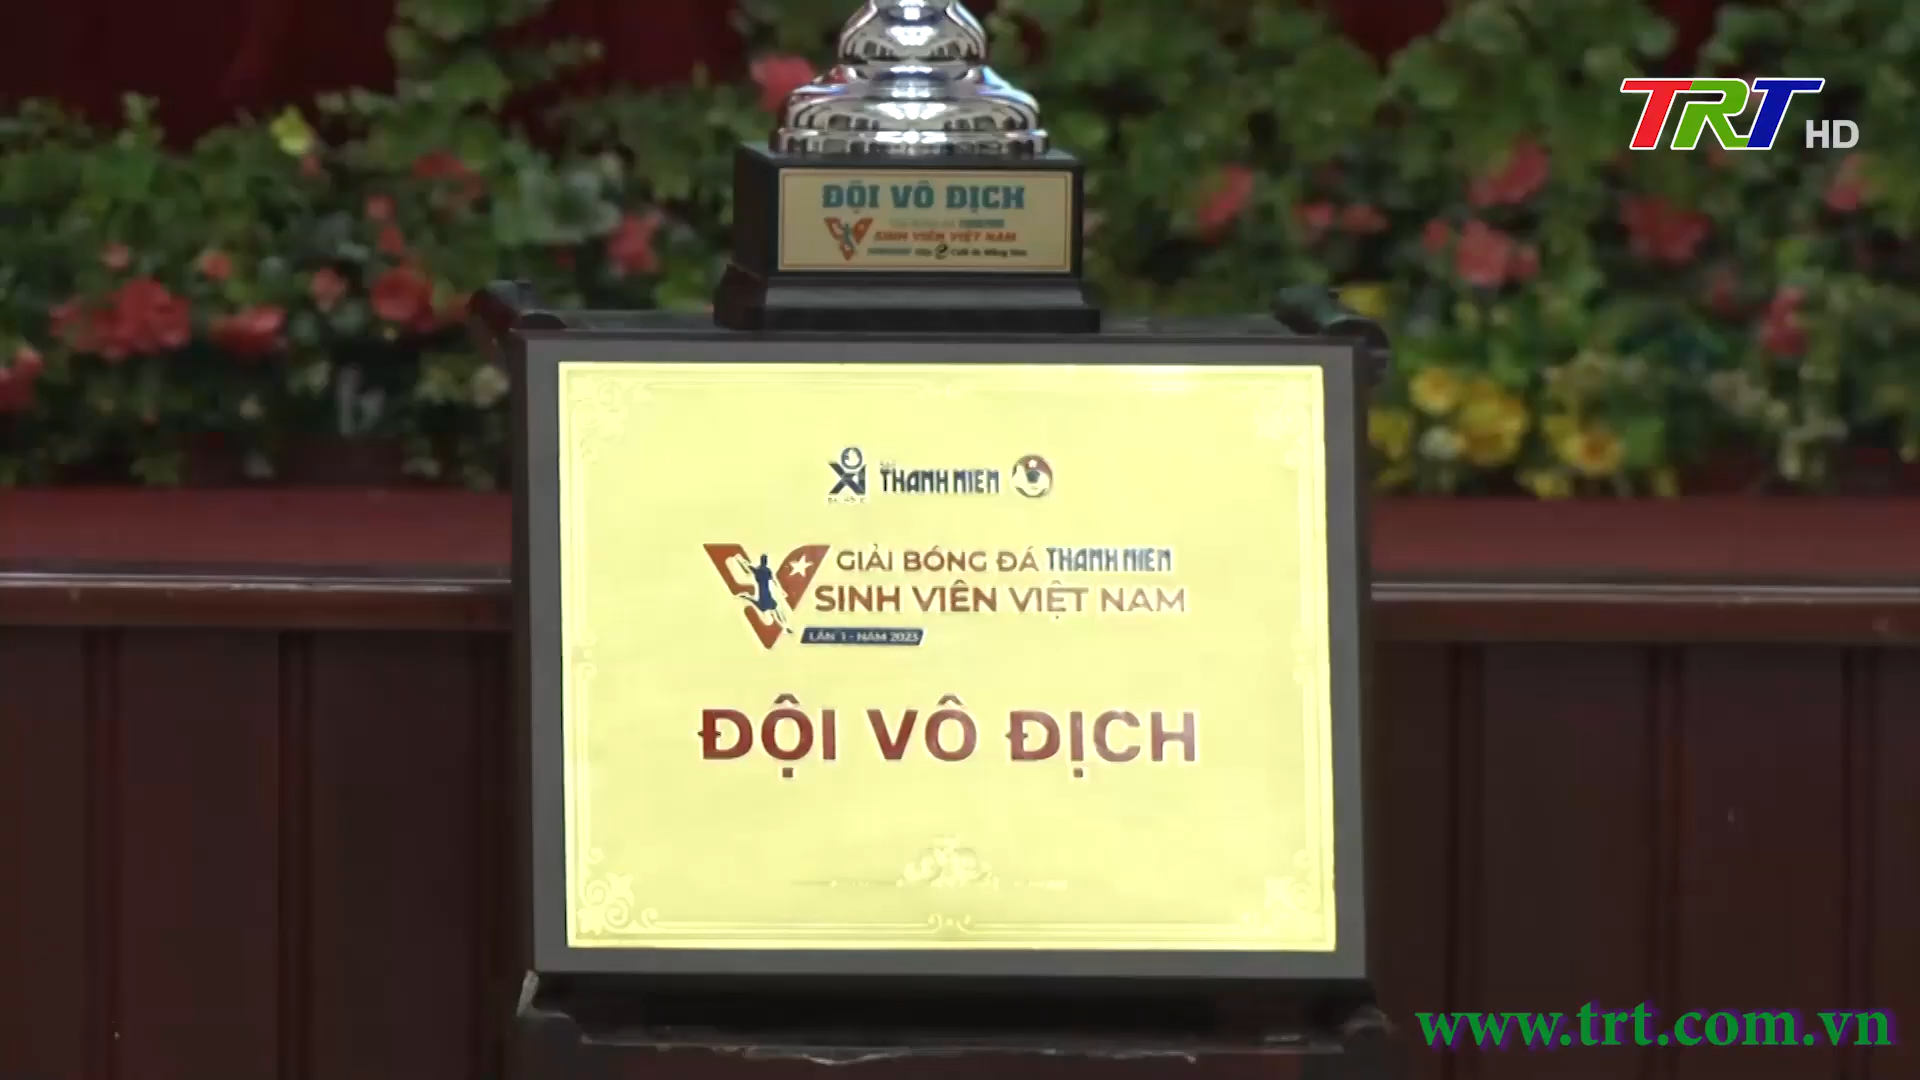 TRT HD
ĐỘI VÔ ĐỊCH
SINH VIÊN VIỆT NAM
THANH NIÊN
GIẢI BÓNG ĐÁ THANH NIÊN
SINH VIÊN VIỆT NAM
LẦN 1 - NĂM 2023
ĐỘI VÔ ĐỊCH
www.trt.com.vn